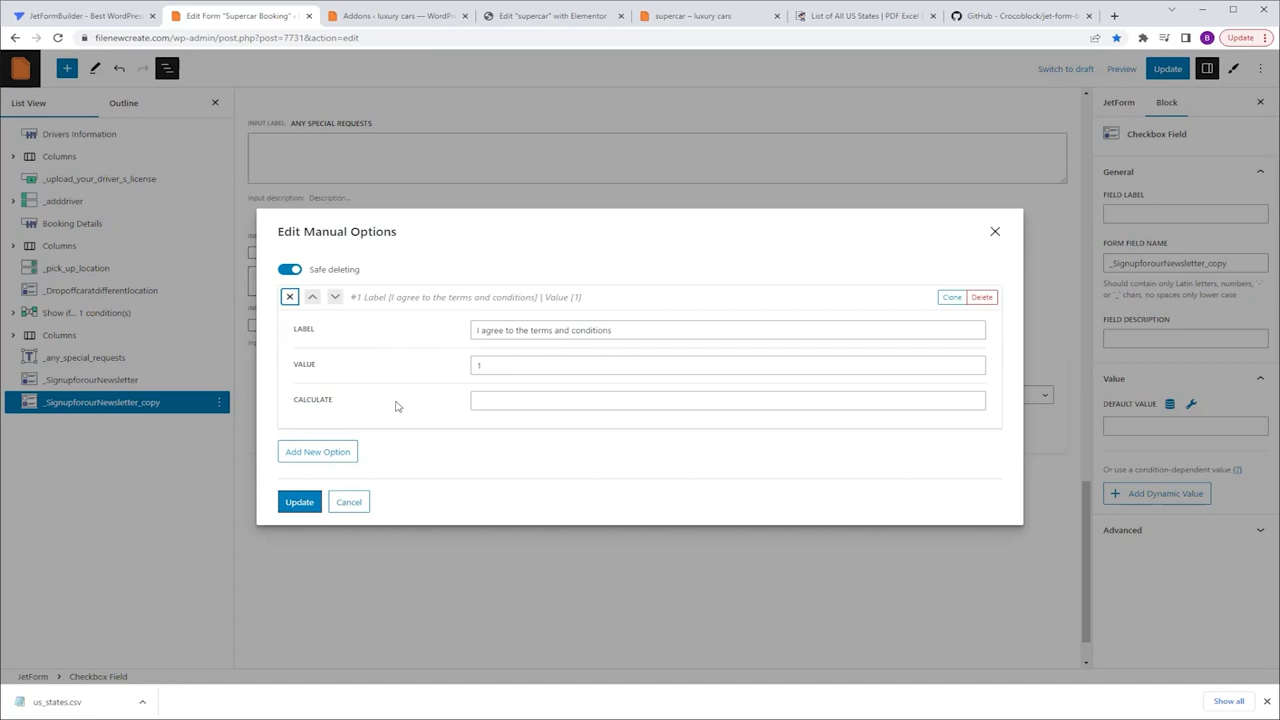 JetFormBuilder - Best WordPress
Edit Form "Supercar Booking" ‹
Addons ‹ luxury cars — WordPr
Edit "supercar" with Elementor
supercar – luxury cars
List of All US States | PDF Excel
GitHub - Crocoblock/jet-form-b
filenewcreate.com/wp-admin/post.php?post=7731&action=edit
B
Update
Switch to draft
Preview
Update
List View
Outline
JetForm
Block
Drivers Information
Columns
_upload_your_driver_s_license
_adddriver
Booking Details
Columns
_pick_up_location
_Dropoffcaratdifferentlocation
Show if... 1 condition(s)
Columns
_any_special_requests
_SignupforourNewsletter
_SignupforourNewsletter_copy
INPUT LABEL: ANY SPECIAL REQUESTS
Input description: Description...
Edit Manual Options
Safe deleting
#1 Label [I agree to the terms and conditions] | Value [1]
Clone
Delete
LABEL
I agree to the terms and conditions
VALUE
1
CALCULATE
Add New Option
Update
Cancel
Checkbox Field
General
FIELD LABEL
FORM FIELD NAME
_SignupforourNewsletter_copy
Should contain only Latin letters, numbers, `-`
or `_` chars, no spaces only lower case
FIELD DESCRIPTION
Value
DEFAULT VALUE
Or use a condition-dependent value (?)
Add Dynamic Value
Advanced
JetForm
Checkbox Field
us_states.csv
Show all